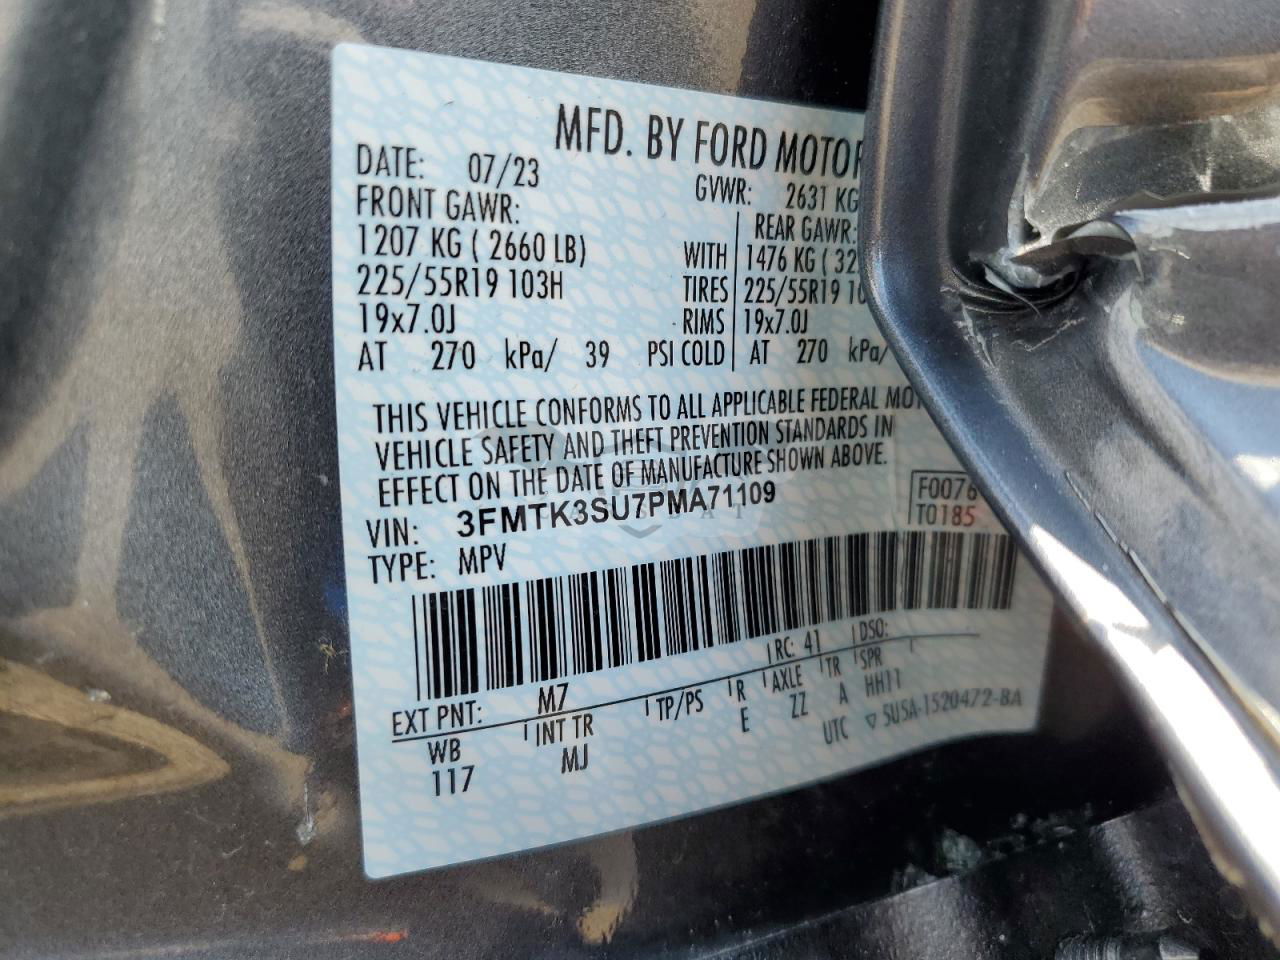 MFD. BY FORD MOTOR
DATE: 07/23 GVWR: 2631 KG
FRONT GAWR: REAR GAWR:
1207 KG ( 2660 LB) WITH 1476 KG ( 32
225/55R19 103H TIRES 225/55R19 10
19x7.0J RIMS 19x7.0J
AT 270 kPa/ 39 PSI COLD AT 270 kPa/
THIS VEHICLE CONFORMS TO ALL APPLICABLE FEDERAL MOT
VEHICLE SAFETY AND THEFT PREVENTION STANDARDS IN
EFFECT ON THE DATE OF MANUFACTURE SHOWN ABOVE.
VIN: 3FMTK3SU7PMA71109
F0076
T0185
TYPE: MPV
EXT PNT: M7 RC: 41 DSO:
WB INT TR TP/PS R AXLE TR SPR
117 MJ E ZZ A HH11
UTC ▽ 5U5A-1520472-BA